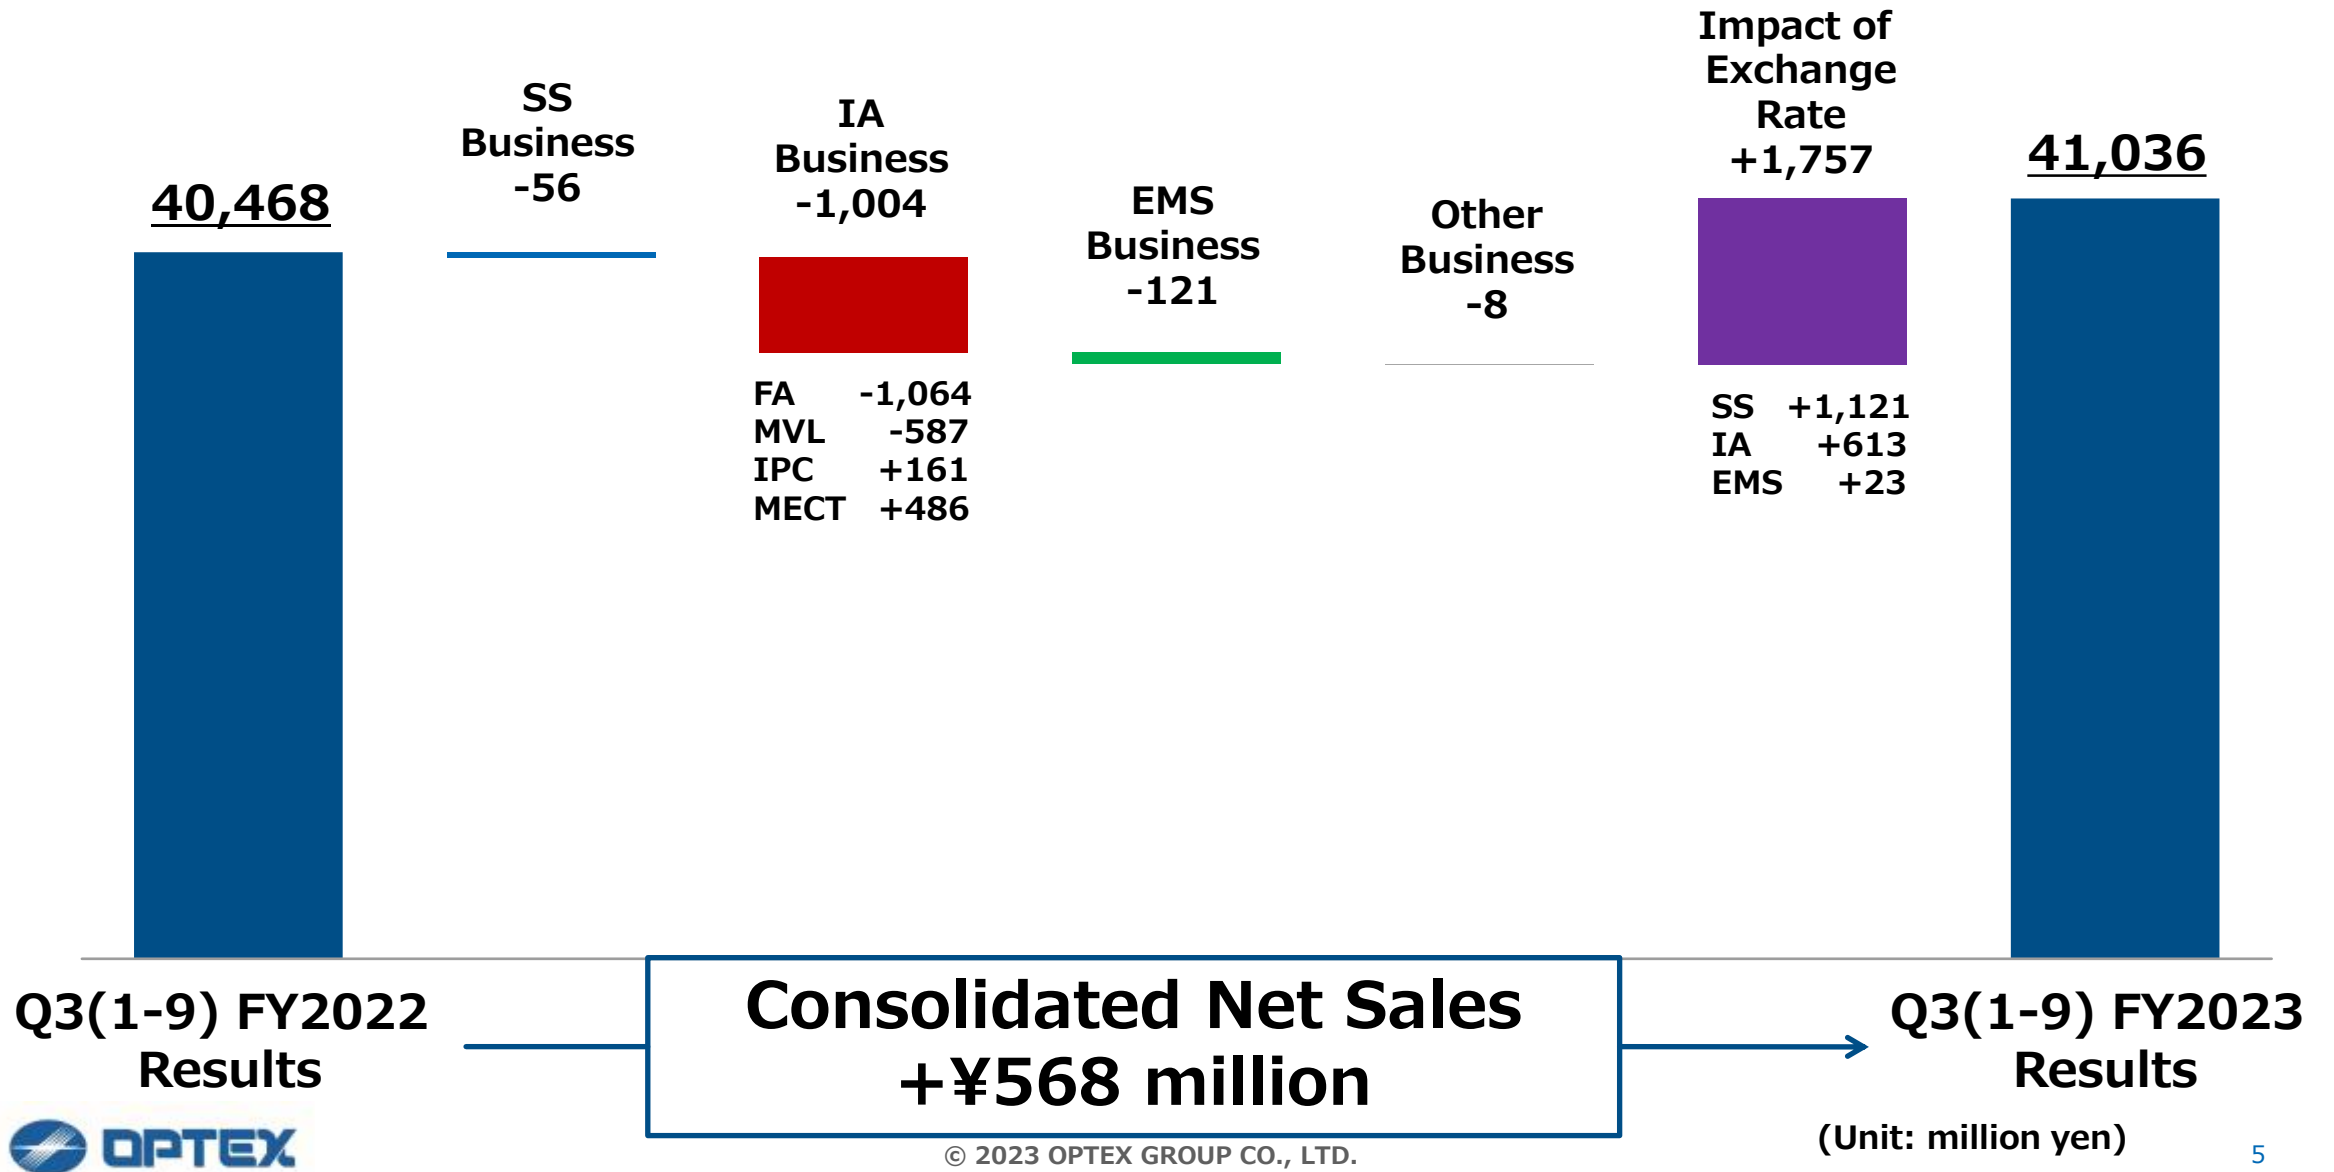 40,468
SS
Business
-56
IA
Business
-1,004
FA -1,064
MVL -587
IPC +161
MECT +486
EMS
Business
-121
Other
Business
-8
Impact of
Exchange
Rate
+1,757
SS +1,121
IA +613
EMS +23
41,036
Q3(1-9) FY2022
Results
Consolidated Net Sales
+¥568 million
Q3(1-9) FY2023
Results
(Unit: million yen)
OPTEX
© 2023 OPTEX GROUP CO., LTD.
5